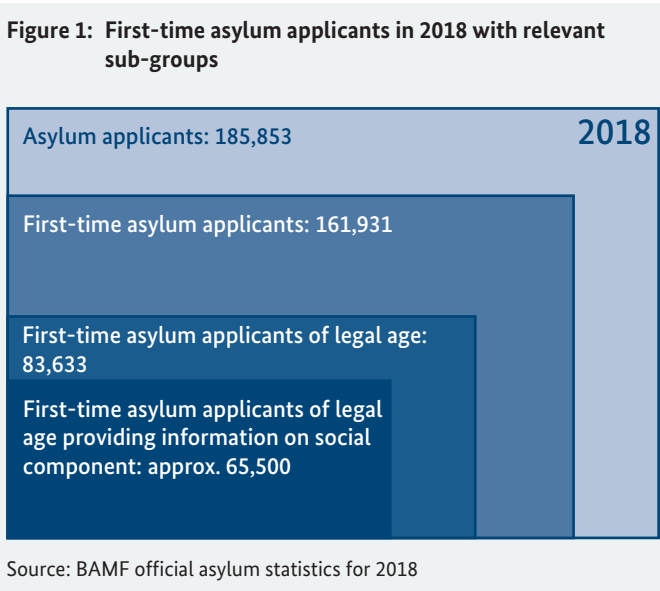 Figure 1: First-time asylum applicants in 2018 with relevant
sub-groups
2018
Asylum applicants: 185,853
First-time asylum applicants: 161,931
First-time asylum applicants of legal age:
83,633
First-time asylum applicants of legal
age providing information on social
component: approx. 65,500
Source: BAMF official asylum statistics for 2018